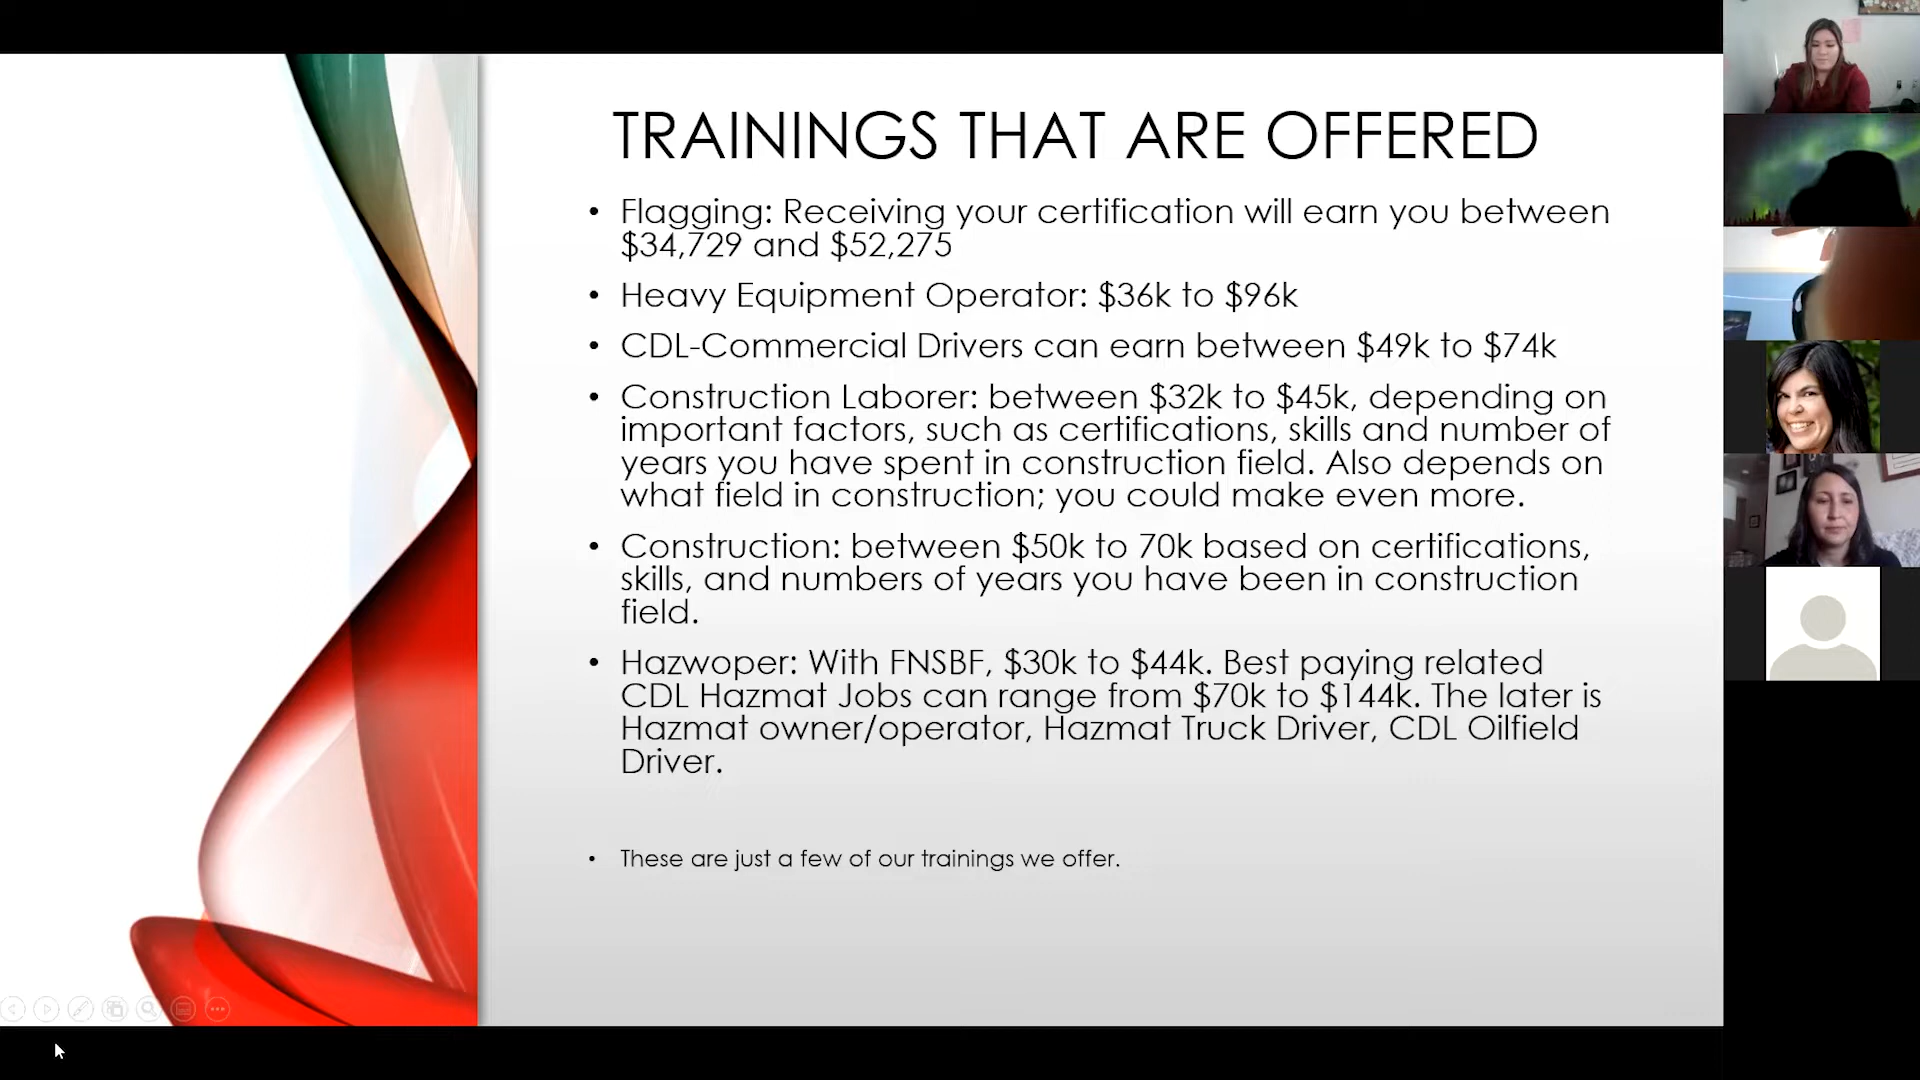 TRAININGS THAT ARE OFFERED
• Flagging: Receiving your certification will earn you between
$34,729 and $52,275
• Heavy Equipment Operator: $36k to $96k
• CDL-Commercial Drivers can earn between $49k to $74k
• Construction Laborer: between $32k to $45k, depending on
important factors, such as certifications, skills and number of
years you have spent in construction field. Also depends on
what field in construction; you could make even more.
• Construction: between $50k to 70k based on certifications,
skills, and numbers of years you have been in construction
field.
• Hazwoper: With FNSBF, $30k to $44k. Best paying related
CDL Hazmat Jobs can range from $70k to $144k. The later is
Hazmat owner/operator, Hazmat Truck Driver, CDL Oilfield
Driver.
• These are just a few of our trainings we offer.